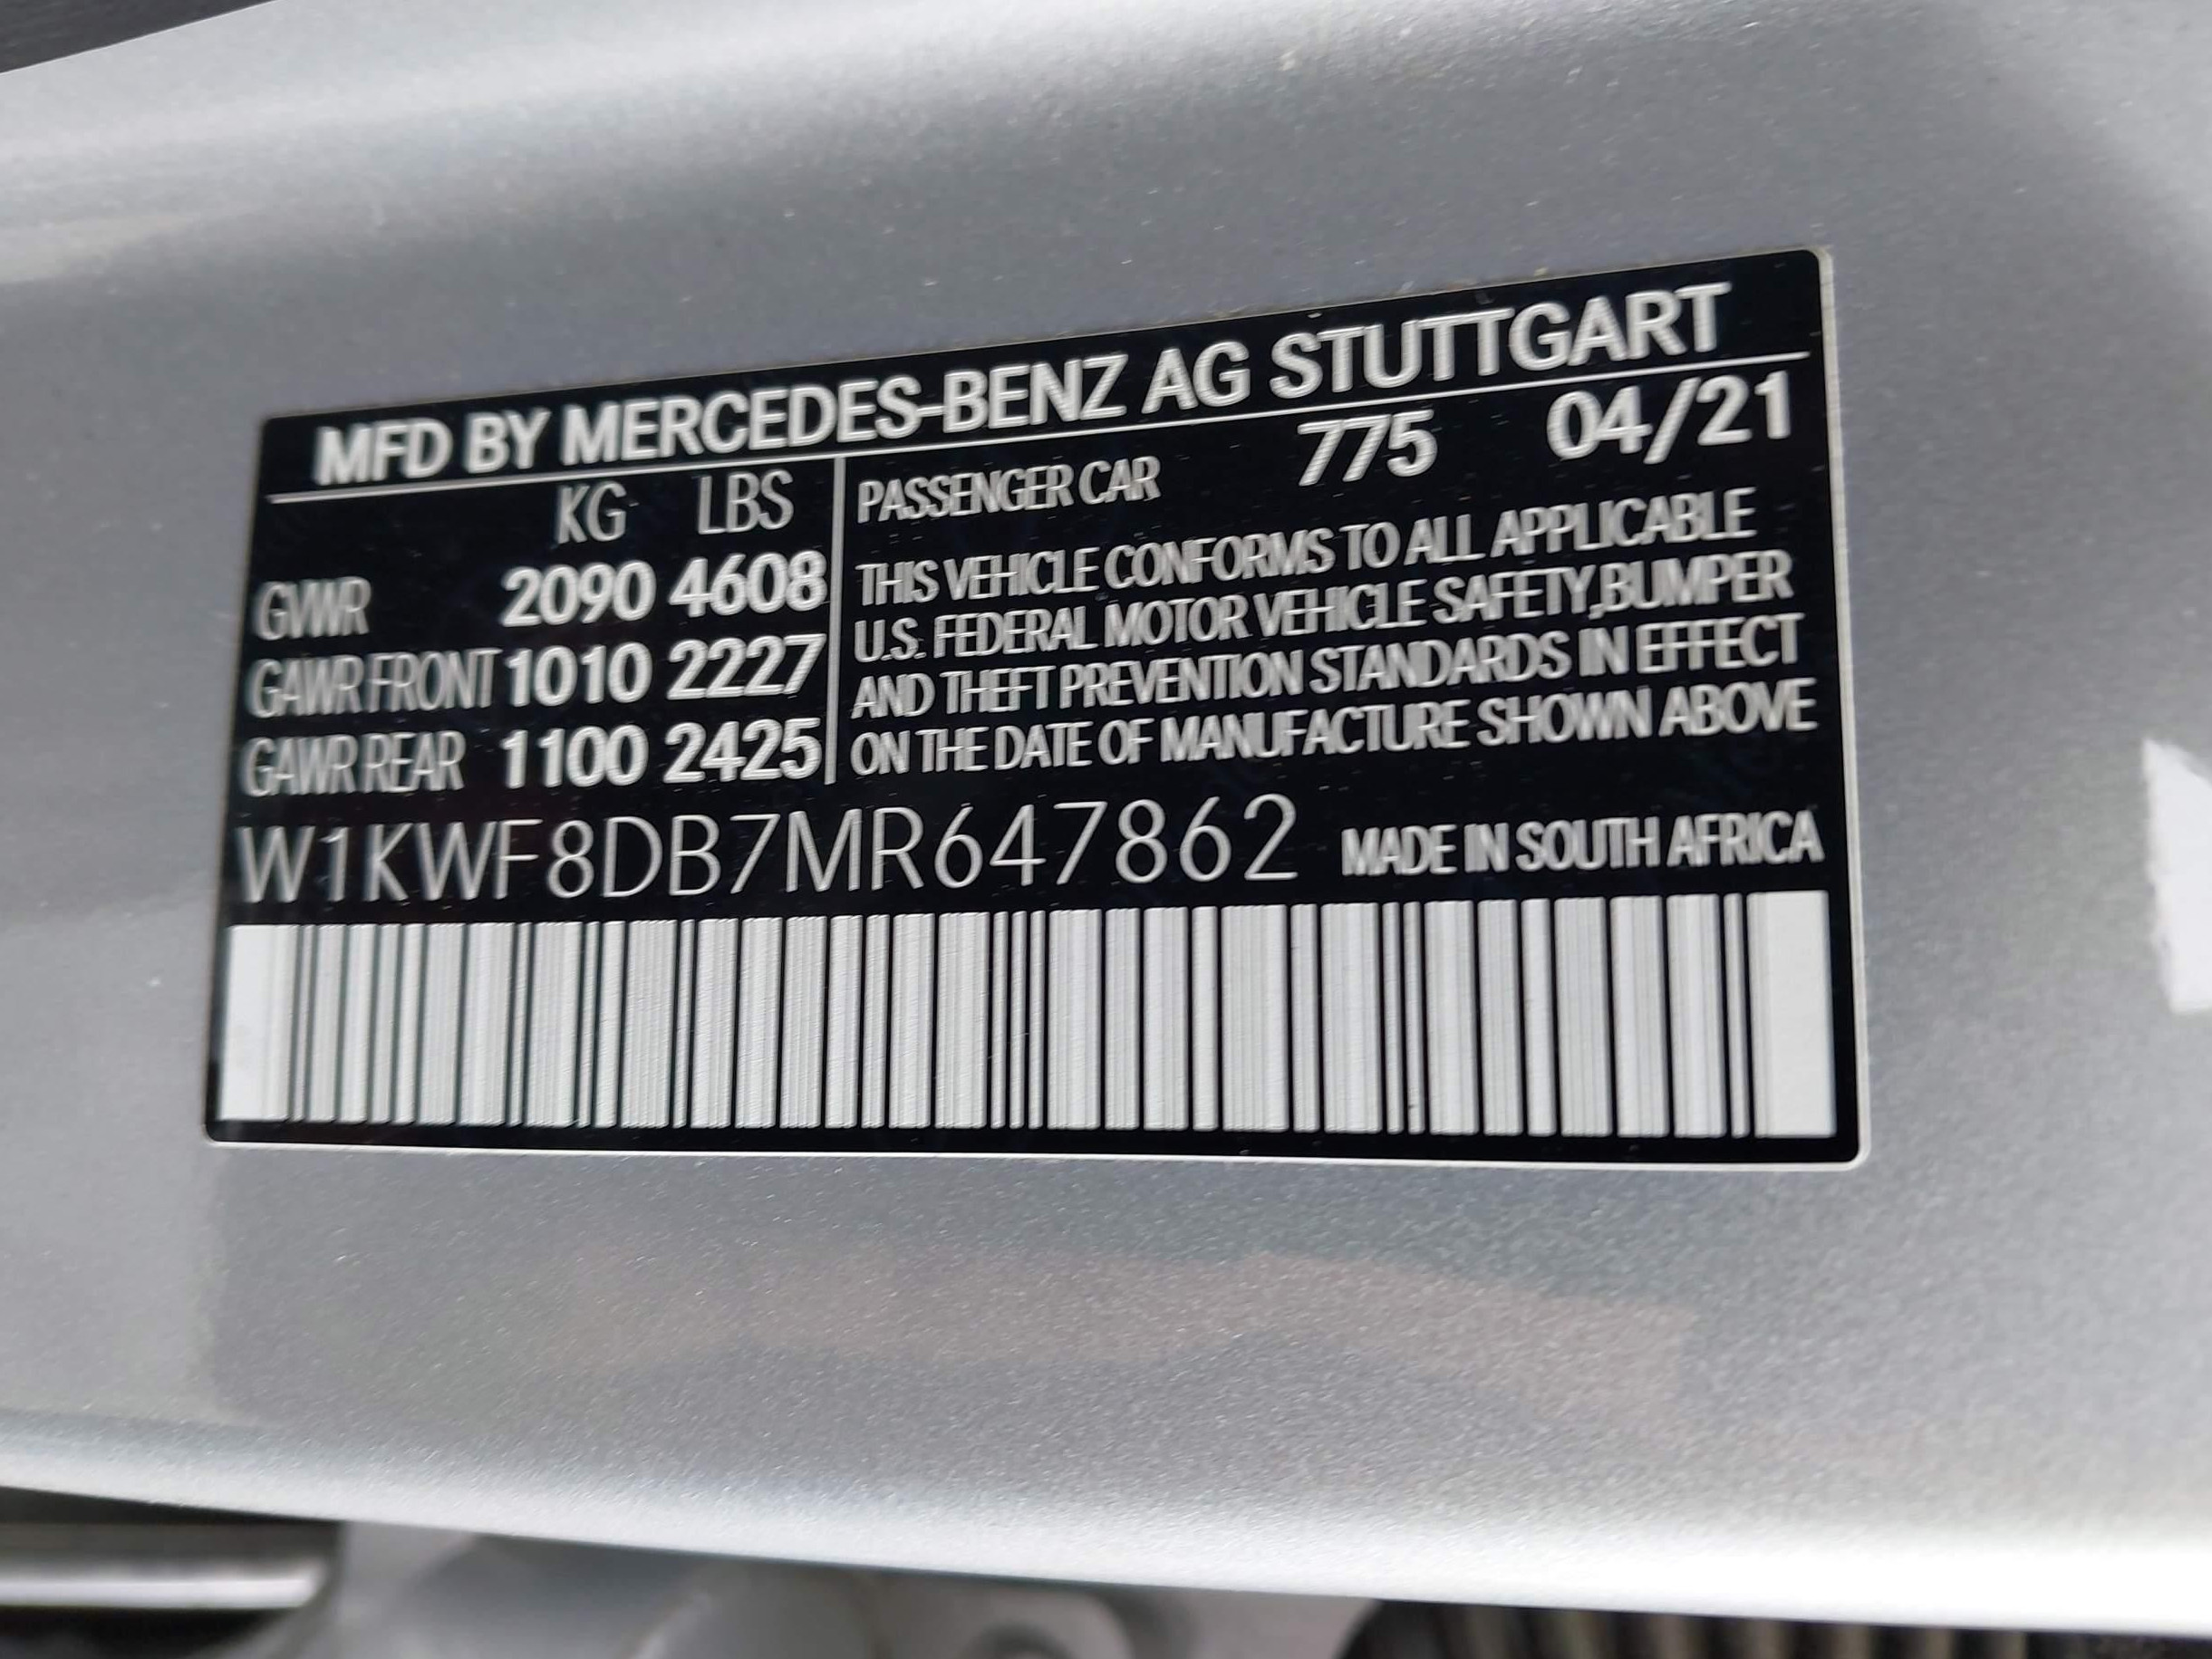 MFD BY MERCEDES-BENZ AG STUTTGART
KG LBS
GVWR 2090 4608
GAWR FRONT 1010 2227
GAWR REAR 1100 2425
PASSENGER CAR 775 04/21
THIS VEHICLE CONFORMS TO ALL APPLICABLE
U.S. FEDERAL MOTOR VEHICLE SAFETY,BUMPER
AND THEFT PREVENTION STANDARDS IN EFFECT
ON THE DATE OF MANUFACTURE SHOWN ABOVE
W1KWF8DB7MR647862 MADE IN SOUTH AFRICA